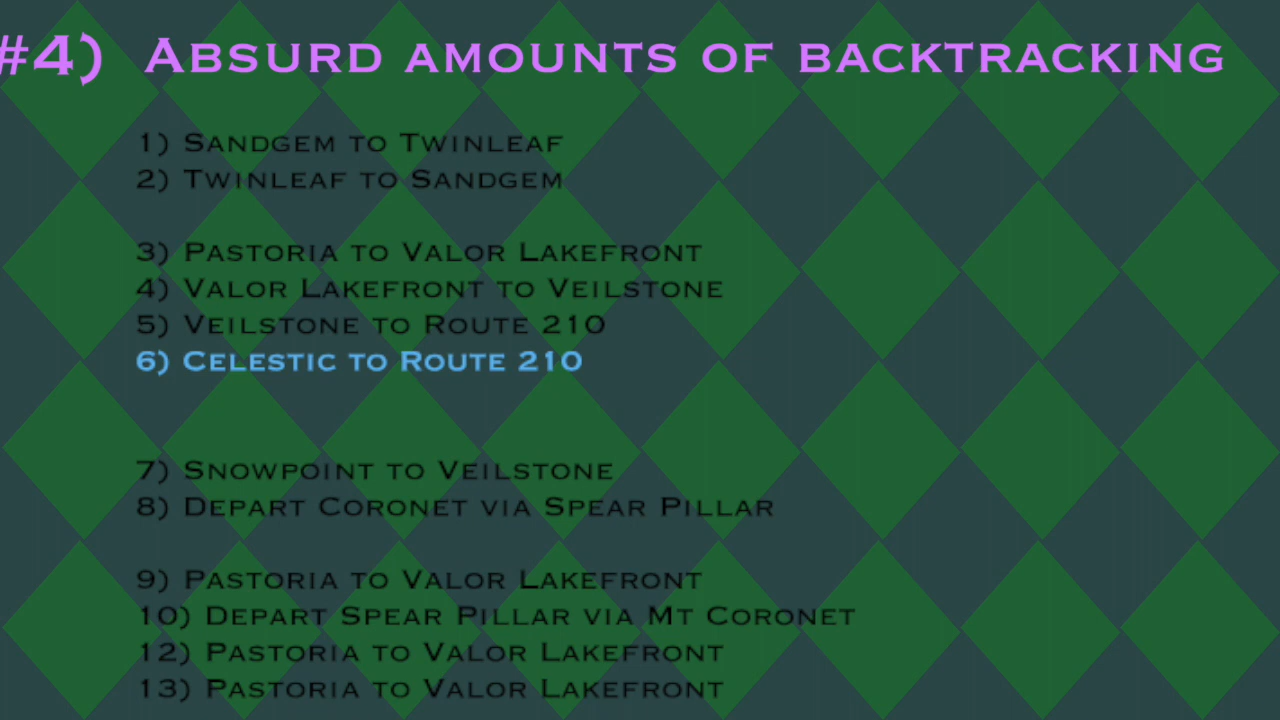 #4) Absurd amounts of backtracking
1) Sandgem to Twinleaf
2) Twinleaf to Sandgem
3) Pastoria to Valor Lakefront
4) Valor Lakefront to Veilstone
5) Veilstone to Route 210
6) Celestic to Route 210
7) Snowpoint to Veilstone
8) Depart Coronet via Spear Pillar
9) Pastoria to Valor Lakefront
10) Depart Spear Pillar via Mt Coronet
12) Pastoria to Valor Lakefront
13) Pastoria to Valor Lakefront